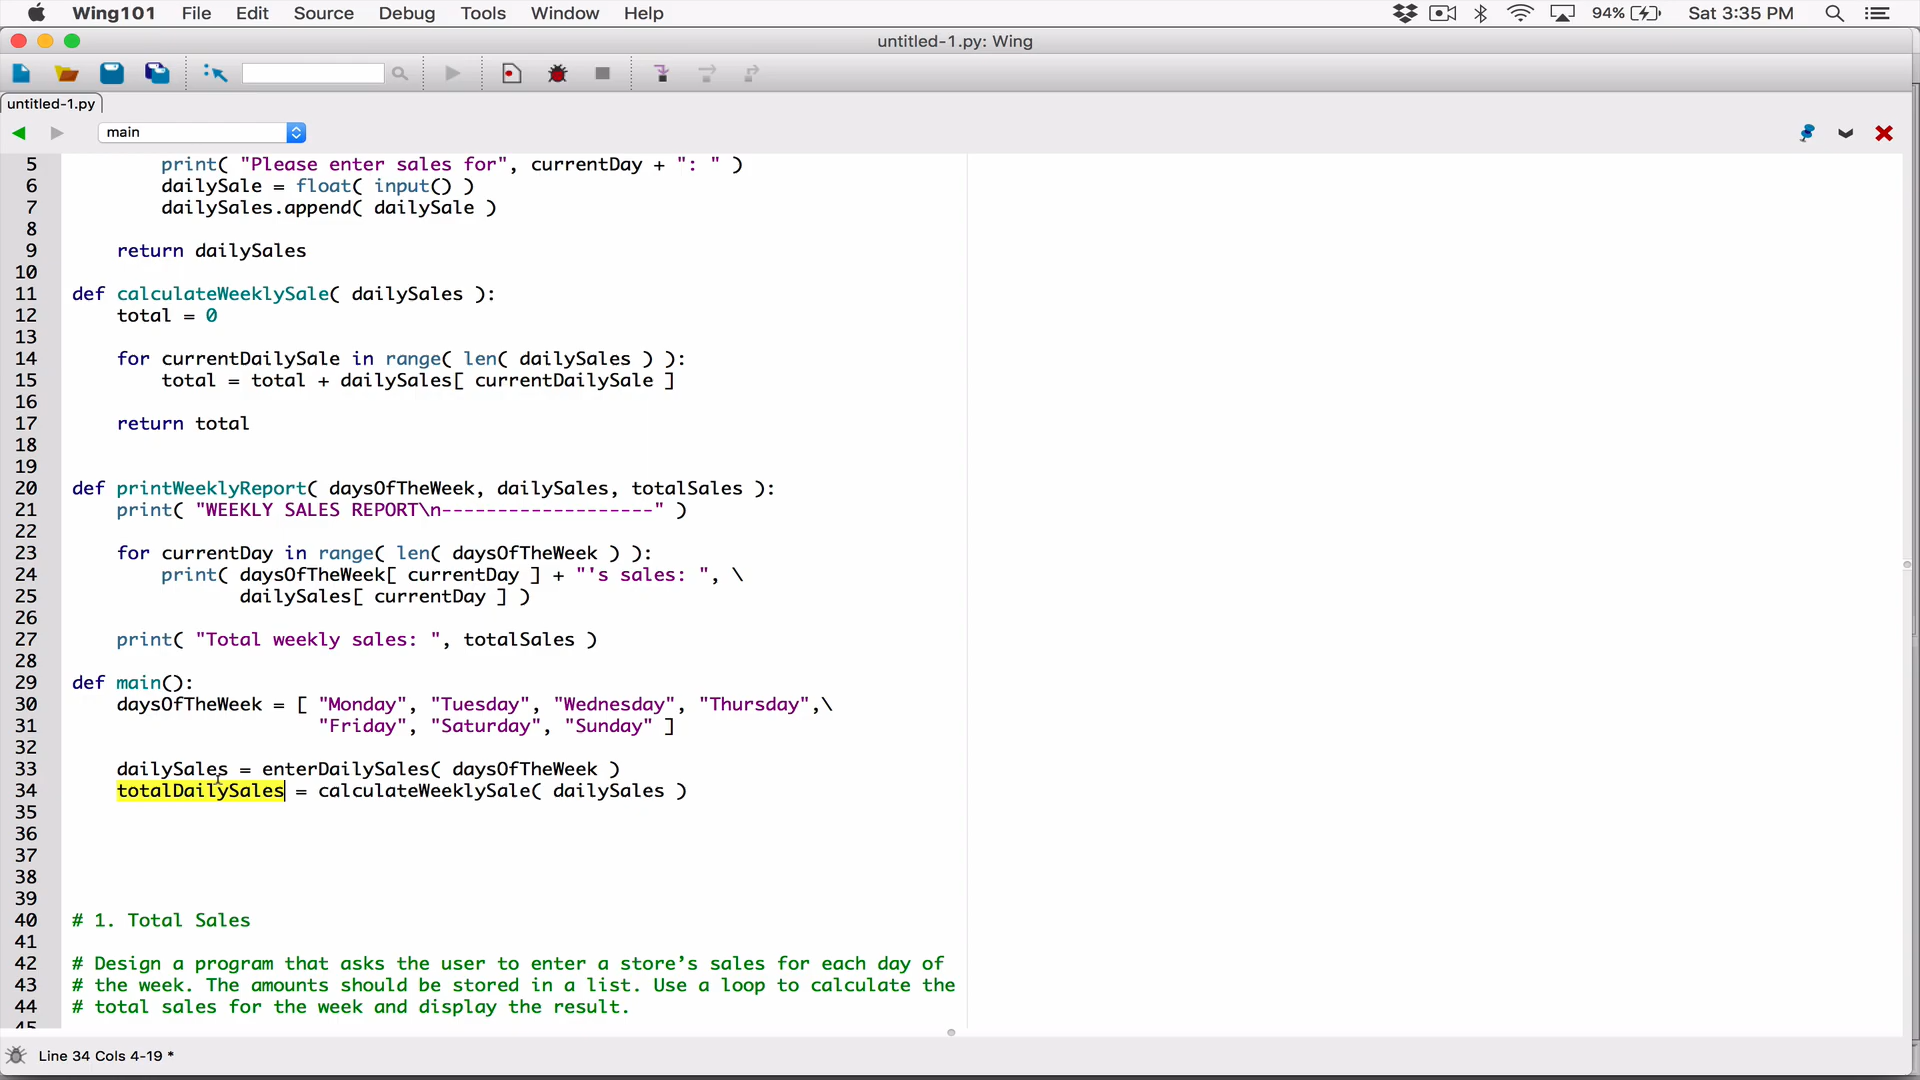 Wing101 File Edit Source Debug Tools Window Help 94% Sat 3:35 PM
untitled-1.py: Wing
untitled-1.py
main
5 print( "Please enter sales for", currentDay + ": " )
6 dailySale = float( input() )
7 dailySales.append( dailySale )
8
9 return dailySales
10
11 def calculateWeeklySale( dailySales ):
12 total = 0
13
14 for currentDailySale in range( len( dailySales ) ):
15 total = total + dailySales[ currentDailySale ]
16
17 return total
18
19
20 def printWeeklyReport( daysOfTheWeek, dailySales, totalSales ):
21 print( "WEEKLY SALES REPORT\n-------------------" )
22
23 for currentDay in range( len( daysOfTheWeek ) ):
24 print( daysOfTheWeek[ currentDay ] + "'s sales: ", \
25 dailySales[ currentDay ] )
26
27 print( "Total weekly sales: ", totalSales )
28
29 def main():
30 daysOfTheWeek = [ "Monday", "Tuesday", "Wednesday", "Thursday",\
31 "Friday", "Saturday", "Sunday" ]
32
33 dailySales = enterDailySales( daysOfTheWeek )
34 totalDailySales = calculateWeeklySale( dailySales )
35
36
37
38
39
40 # 1. Total Sales
41
42 # Design a program that asks the user to enter a store’s sales for each day of
43 # the week. The amounts should be stored in a list. Use a loop to calculate the
44 # total sales for the week and display the result.
45
Line 34 Cols 4-19 *